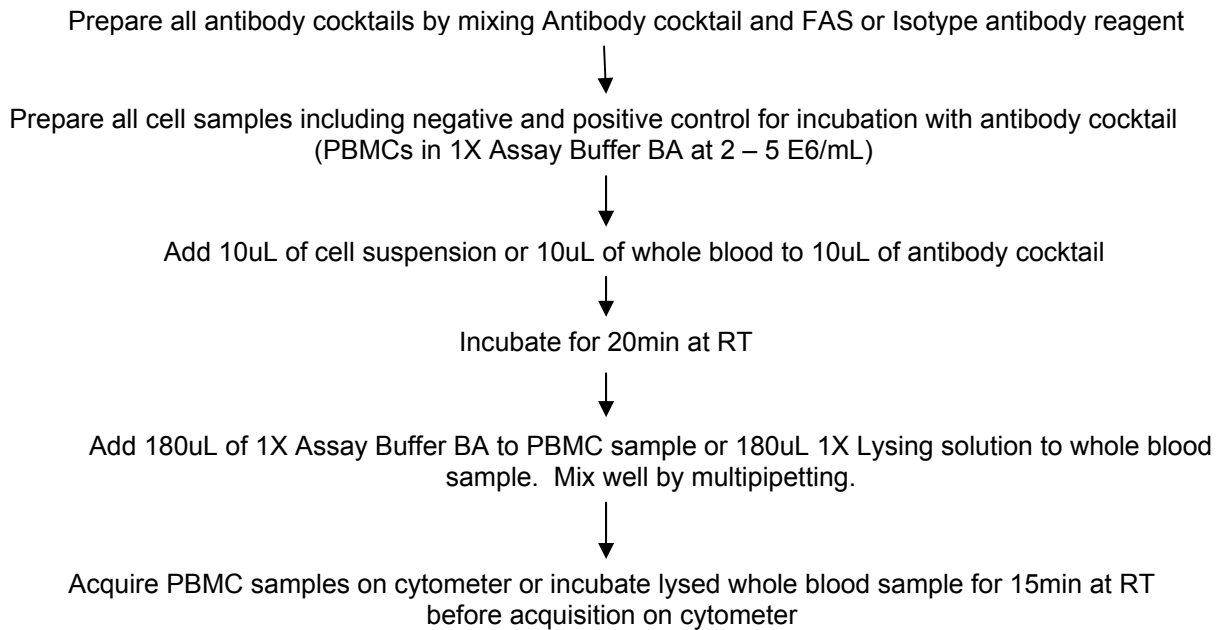 Prepare all antibody cocktails by mixing Antibody cocktail and FAS or Isotype antibody reagent
Prepare all cell samples including negative and positive control for incubation with antibody cocktail
(PBMCs in 1X Assay Buffer BA at 2 – 5 E6/mL)
Add 10uL of cell suspension or 10uL of whole blood to 10uL of antibody cocktail
Incubate for 20min at RT
Add 180uL of 1X Assay Buffer BA to PBMC sample or 180uL 1X Lysing solution to whole blood
sample. Mix well by multipipetting.
Acquire PBMC samples on cytometer or incubate lysed whole blood sample for 15min at RT
before acquisition on cytometer